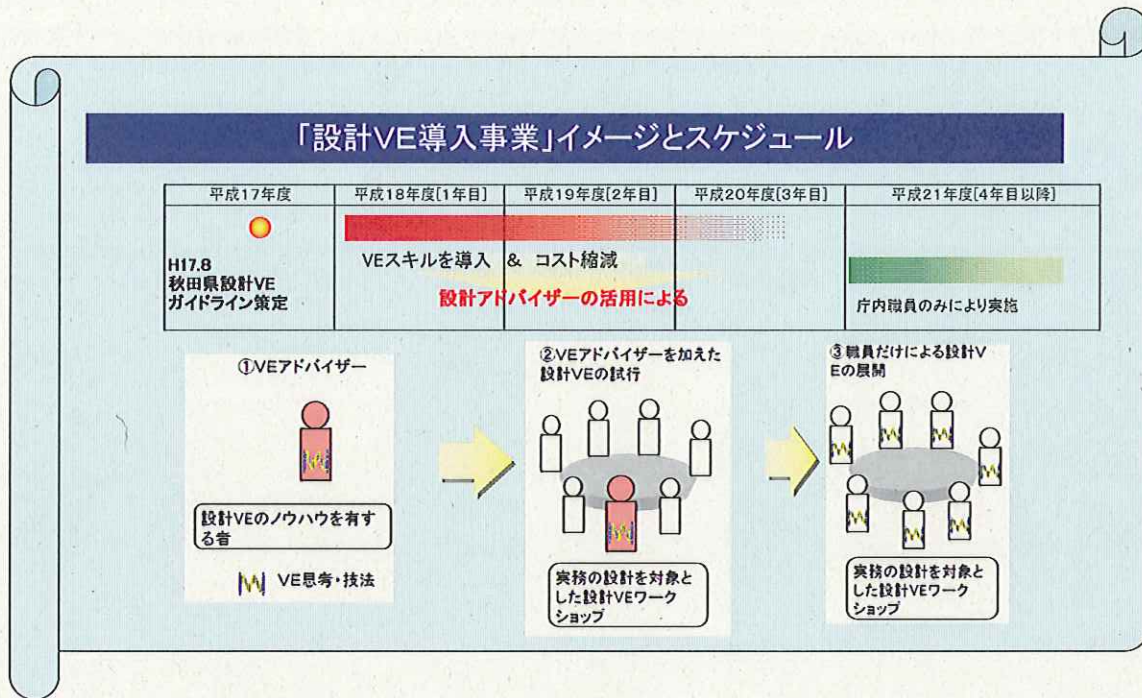 「設計VE導入事業」イメージとスケジュール
平成17年度
平成18年度[1年目]
平成19年度[2年目]
平成20年度[3年目]
平成21年度[4年目以降]
H17.8
秋田県設計VE
ガイドライン策定
VEスキルを導入 & コスト縮減
設計アドバイザーの活用による
庁内職員のみにより実施
①VEアドバイザー
設計VEのノウハウを有す
る者
VE思考・技法
②VEアドバイザーを加えた
設計VEの試行
実務の設計を対象と
した設計VEワーク
ショップ
③職員だけによる設計V
Eの展開
実務の設計を対象と
した設計VEワーク
ショップ